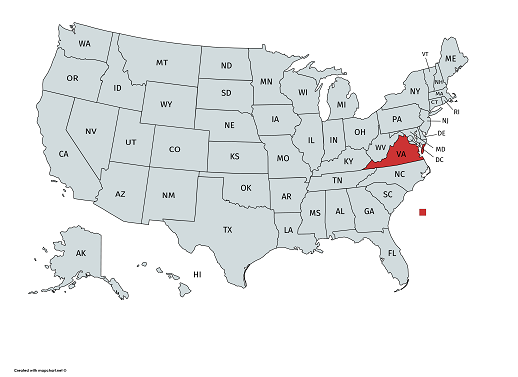 WA
MT
ND
MN
ME
VT
NH
OR
ID
WY
SD
WI
MI
NY
MA
CT
RI
NV
UT
CO
NE
IA
IL
IN
OH
PA
NJ
DE
MD
DC
CA
KS
MO
KY
WV
VA
AZ
NM
OK
AR
TN
NC
SC
TX
LA
MS
AL
GA
FL
AK
HI
Created with mapchart.net ©